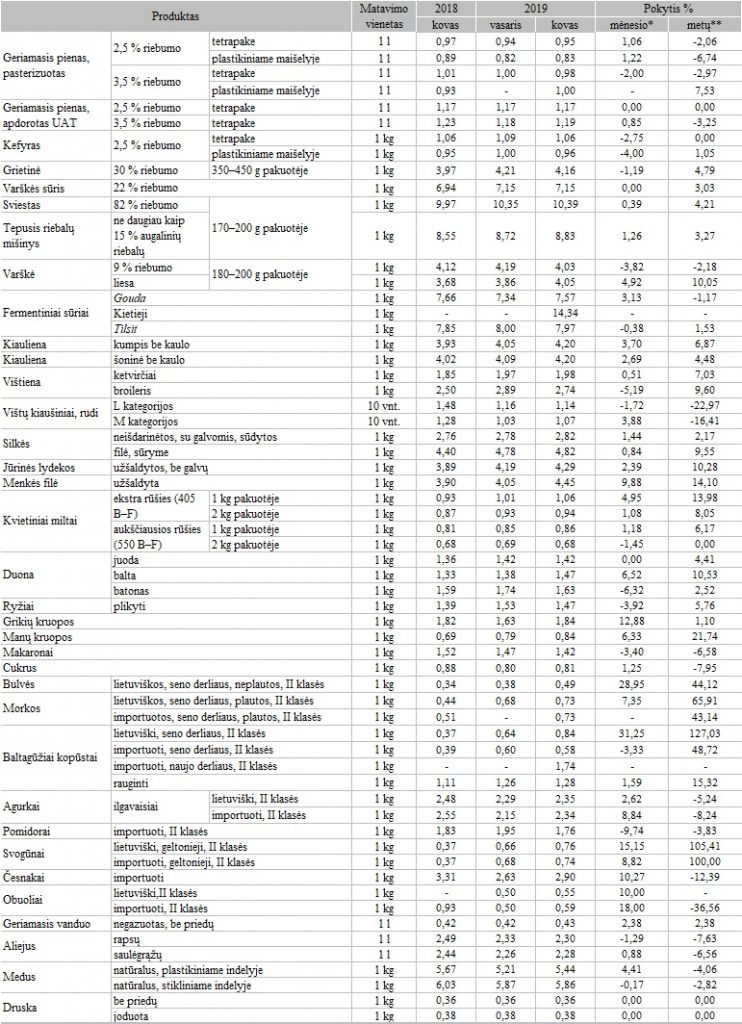 Produktas Matavimo vienetas 2018 2019 Pokytis %
kovas vasaris kovas mėnesio* metų**
Geriamasis pienas, pasterizuotas 2,5 % riebumo tetrapake 1 l 0,97 0,94 0,95 1,06 -2,06
plastikiniame maišelyje 1 l 0,89 0,82 0,83 1,22 -6,74
3,5 % riebumo tetrapake 1 l 1,01 1,00 0,98 -2,00 -2,97
plastikiniame maišelyje 1 l 0,93 - 1,00 - 7,53
Geriamasis pienas, apdorotas UAT 2,5 % riebumo tetrapake 1 l 1,17 1,17 1,17 0,00 0,00
3,5 % riebumo tetrapake 1 l 1,23 1,18 1,19 0,85 -3,25
Kefyras 2,5 % riebumo tetrapake 1 kg 1,06 1,09 1,06 -2,75 0,00
plastikiniame maišelyje 1 kg 0,95 1,00 0,96 -4,00 1,05
Grietinė 30 % riebumo 350–450 g pakuotėje 1 kg 3,97 4,21 4,16 -1,19 4,79
Varškės sūris 22 % riebumo 1 kg 6,94 7,15 7,15 0,00 3,03
Sviestas 82 % riebumo 170–200 g pakuotėje 1 kg 9,97 10,35 10,39 0,39 4,21
Tepusis riebalų mišinys ne daugiau kaip 15 % augalinių riebalų 1 kg 8,55 8,72 8,83 1,26 3,27
Varškė 9 % riebumo 180–200 g pakuotėje 1 kg 4,12 4,19 4,03 -3,82 -2,18
liesa 1 kg 3,68 3,86 4,05 4,92 10,05
Fermentiniai sūriai Gouda 1 kg 7,66 7,34 7,57 3,13 -1,17
Kietieji 1 kg - - 14,34 - -
Tilsit 1 kg 7,85 8,00 7,97 -0,38 1,53
Kiauliena kumpis be kaulo 1 kg 3,93 4,05 4,20 3,70 6,87
Kiauliena šoninė be kaulo 1 kg 4,02 4,09 4,20 2,69 4,48
Vištiena ketvirčiai 1 kg 1,85 1,97 1,98 0,51 7,03
broileris 1 kg 2,50 2,89 2,74 -5,19 9,60
Vištų kiaušiniai, rudi L kategorijos 10 vnt. 1,48 1,16 1,14 -1,72 -22,97
M kategorijos 10 vnt. 1,28 1,03 1,07 3,88 -16,41
Silkės neišdarinėtos, su galvomis, sūdytos 1 kg 2,76 2,78 2,82 1,44 2,17
filė, sūryme 1 kg 4,40 4,78 4,82 0,84 9,55
Jūrinės lydekos užšaldytos, be galvų 1 kg 3,89 4,19 4,29 2,39 10,28
Menkės filė užšaldyta 1 kg 3,90 4,05 4,45 9,88 14,10
Kvietiniai miltai ekstra rūšies (405 B–F) 1 kg pakuotėje 1 kg 0,93 1,01 1,06 4,95 13,98
2 kg pakuotėje 1 kg 0,87 0,93 0,94 1,08 8,05
aukščiausios rūšies (550 B–F) 1 kg pakuotėje 1 kg 0,81 0,85 0,86 1,18 6,17
2 kg pakuotėje 1 kg 0,68 0,69 0,68 -1,45 0,00
Duona juoda 1 kg 1,36 1,42 1,42 0,00 4,41
balta 1 kg 1,33 1,38 1,47 6,52 10,53
batonas 1 kg 1,59 1,74 1,63 -6,32 2,52
Ryžiai plikyti 1 kg 1,39 1,53 1,47 -3,92 5,76
Grikių kruopos 1 kg 1,82 1,63 1,84 12,88 1,10
Manų kruopos 1 kg 0,69 0,79 0,84 6,33 21,74
Makaronai 1 kg 1,52 1,47 1,42 -3,40 -6,58
Cukrus 1 kg 0,88 0,80 0,81 1,25 -7,95
Bulvės lietuviškos, seno derliaus, neplautos, II klasės 1 kg 0,34 0,38 0,49 28,95 44,12
Morkos lietuviškos, seno derliaus, plautos, II klasės 1 kg 0,44 0,68 0,73 7,35 65,91
importuotos, seno derliaus, plautos, II klasės 1 kg 0,51 - 0,73 - 43,14
Baltagūžiai kopūstai lietuviški, seno derliaus, II klasės 1 kg 0,37 0,64 0,84 31,25 127,03
importuoti, seno derliaus, II klasės 1 kg 0,39 0,60 0,58 -3,33 48,72
importuoti, naujo derliaus, II klasės 1 kg - - 1,74 - -
rauginti 1 kg 1,11 1,26 1,28 1,59 15,32
Agurkai ilgavaisiai lietuviški, II klasės 1 kg 2,48 2,29 2,35 2,62 -5,24
importuoti, II klasės 1 kg 2,55 2,15 2,34 8,84 -8,24
Pomidorai importuoti, II klasės 1 kg 1,83 1,95 1,76 -9,74 -3,83
Svogūnai lietuviški, geltonieji, II klasės 1 kg 0,37 0,66 0,76 15,15 105,41
importuoti, geltonieji, II klasės 1 kg 0,37 0,68 0,74 8,82 100,00
Česnakai importuoti 1 kg 3,31 2,63 2,90 10,27 -12,39
Obuoliai lietuviški,II klasės 1 kg - 0,50 0,55 10,00 -
importuoti, II klasės 1 kg 0,93 0,50 0,59 18,00 -36,56
Geriamasis vanduo negazuotas, be priedų 1 l 0,42 0,42 0,43 2,38 2,38
Aliejus rapsų 1 l 2,49 2,33 2,30 -1,29 -7,63
saulėgrąžų 1 l 2,44 2,26 2,28 0,88 -6,56
Medus natūralus, plastikiniame indelyje 1 kg 5,67 5,21 5,44 4,41 -4,06
natūralus, stikliniame indelyje 1 kg 6,03 5,87 5,86 -0,17 -2,82
Druska be priedų 1 kg 0,36 0,36 0,36 0,00 0,00
joduota 1 kg 0,38 0,38 0,38 0,00 0,00